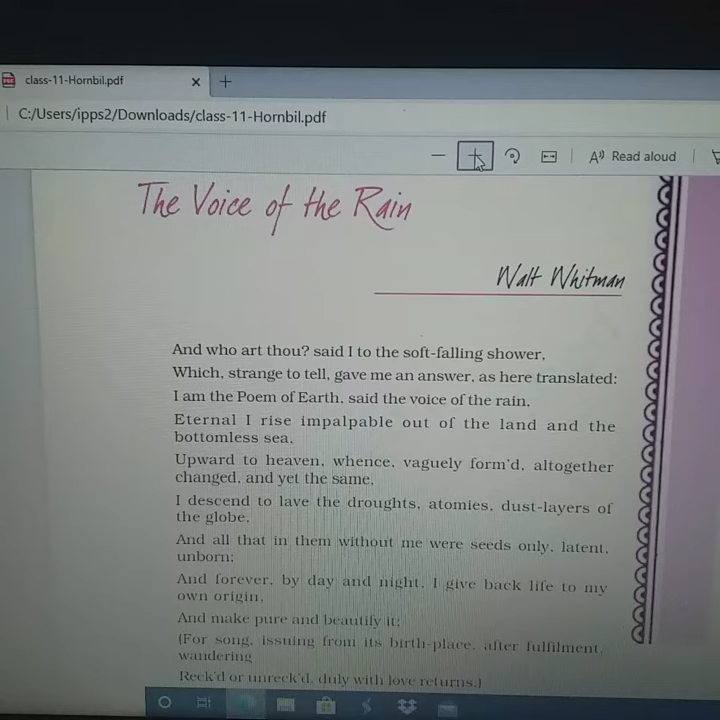 class-11-Hornbil.pdf
C:/Users/ipps2/Downloads/class-11-Hornbil.pdf
Read aloud
The Voice of the Rain
Walt Whitman
And who art thou? said I to the soft-falling shower,
Which, strange to tell, gave me an answer, as here translated:
I am the Poem of Earth, said the voice of the rain,
Eternal I rise impalpable out of the land and the
bottomless sea,
Upward to heaven, whence, vaguely form'd, altogether
changed, and yet the same,
I descend to lave the droughts, atomies, dust-layers of
the globe,
And all that in them without me were seeds only, latent,
unborn;
And forever, by day and night, I give back life to my
own origin,
And make pure and beautify it;
(For song, issuing from its birth-place, after fulfilment,
wandering
Reck'd or unreck'd, duly with love returns.)